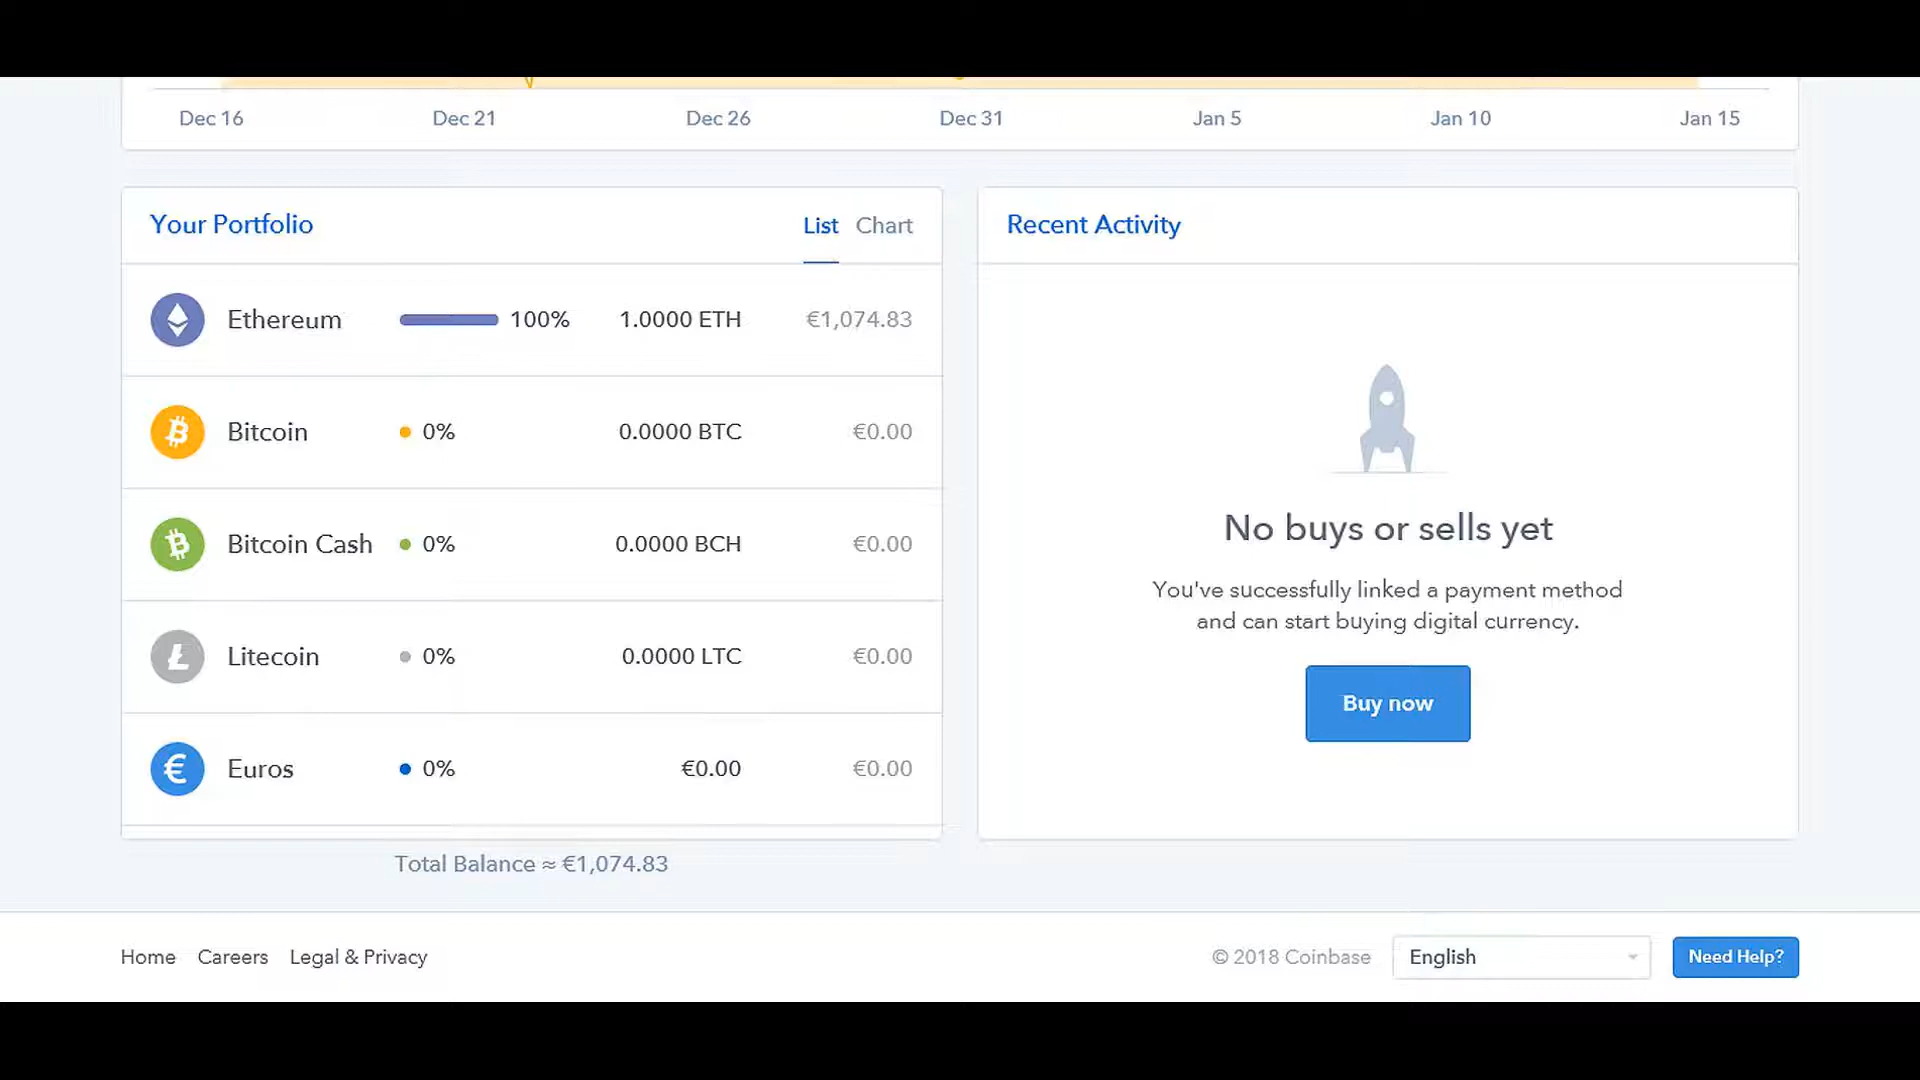 Dec 16 Dec 21 Dec 26 Dec 31 Jan 5 Jan 10 Jan 15
Your Portfolio List Chart
Ethereum 100% 1.0000 ETH €1,074.83
Bitcoin 0% 0.0000 BTC €0.00
Bitcoin Cash 0% 0.0000 BCH €0.00
Litecoin 0% 0.0000 LTC €0.00
Euros 0% €0.00 €0.00
Total Balance ≈ €1,074.83
Recent Activity
No buys or sells yet
You've successfully linked a payment method
and can start buying digital currency.
Buy now
Home Careers Legal & Privacy © 2018 Coinbase English Need Help?